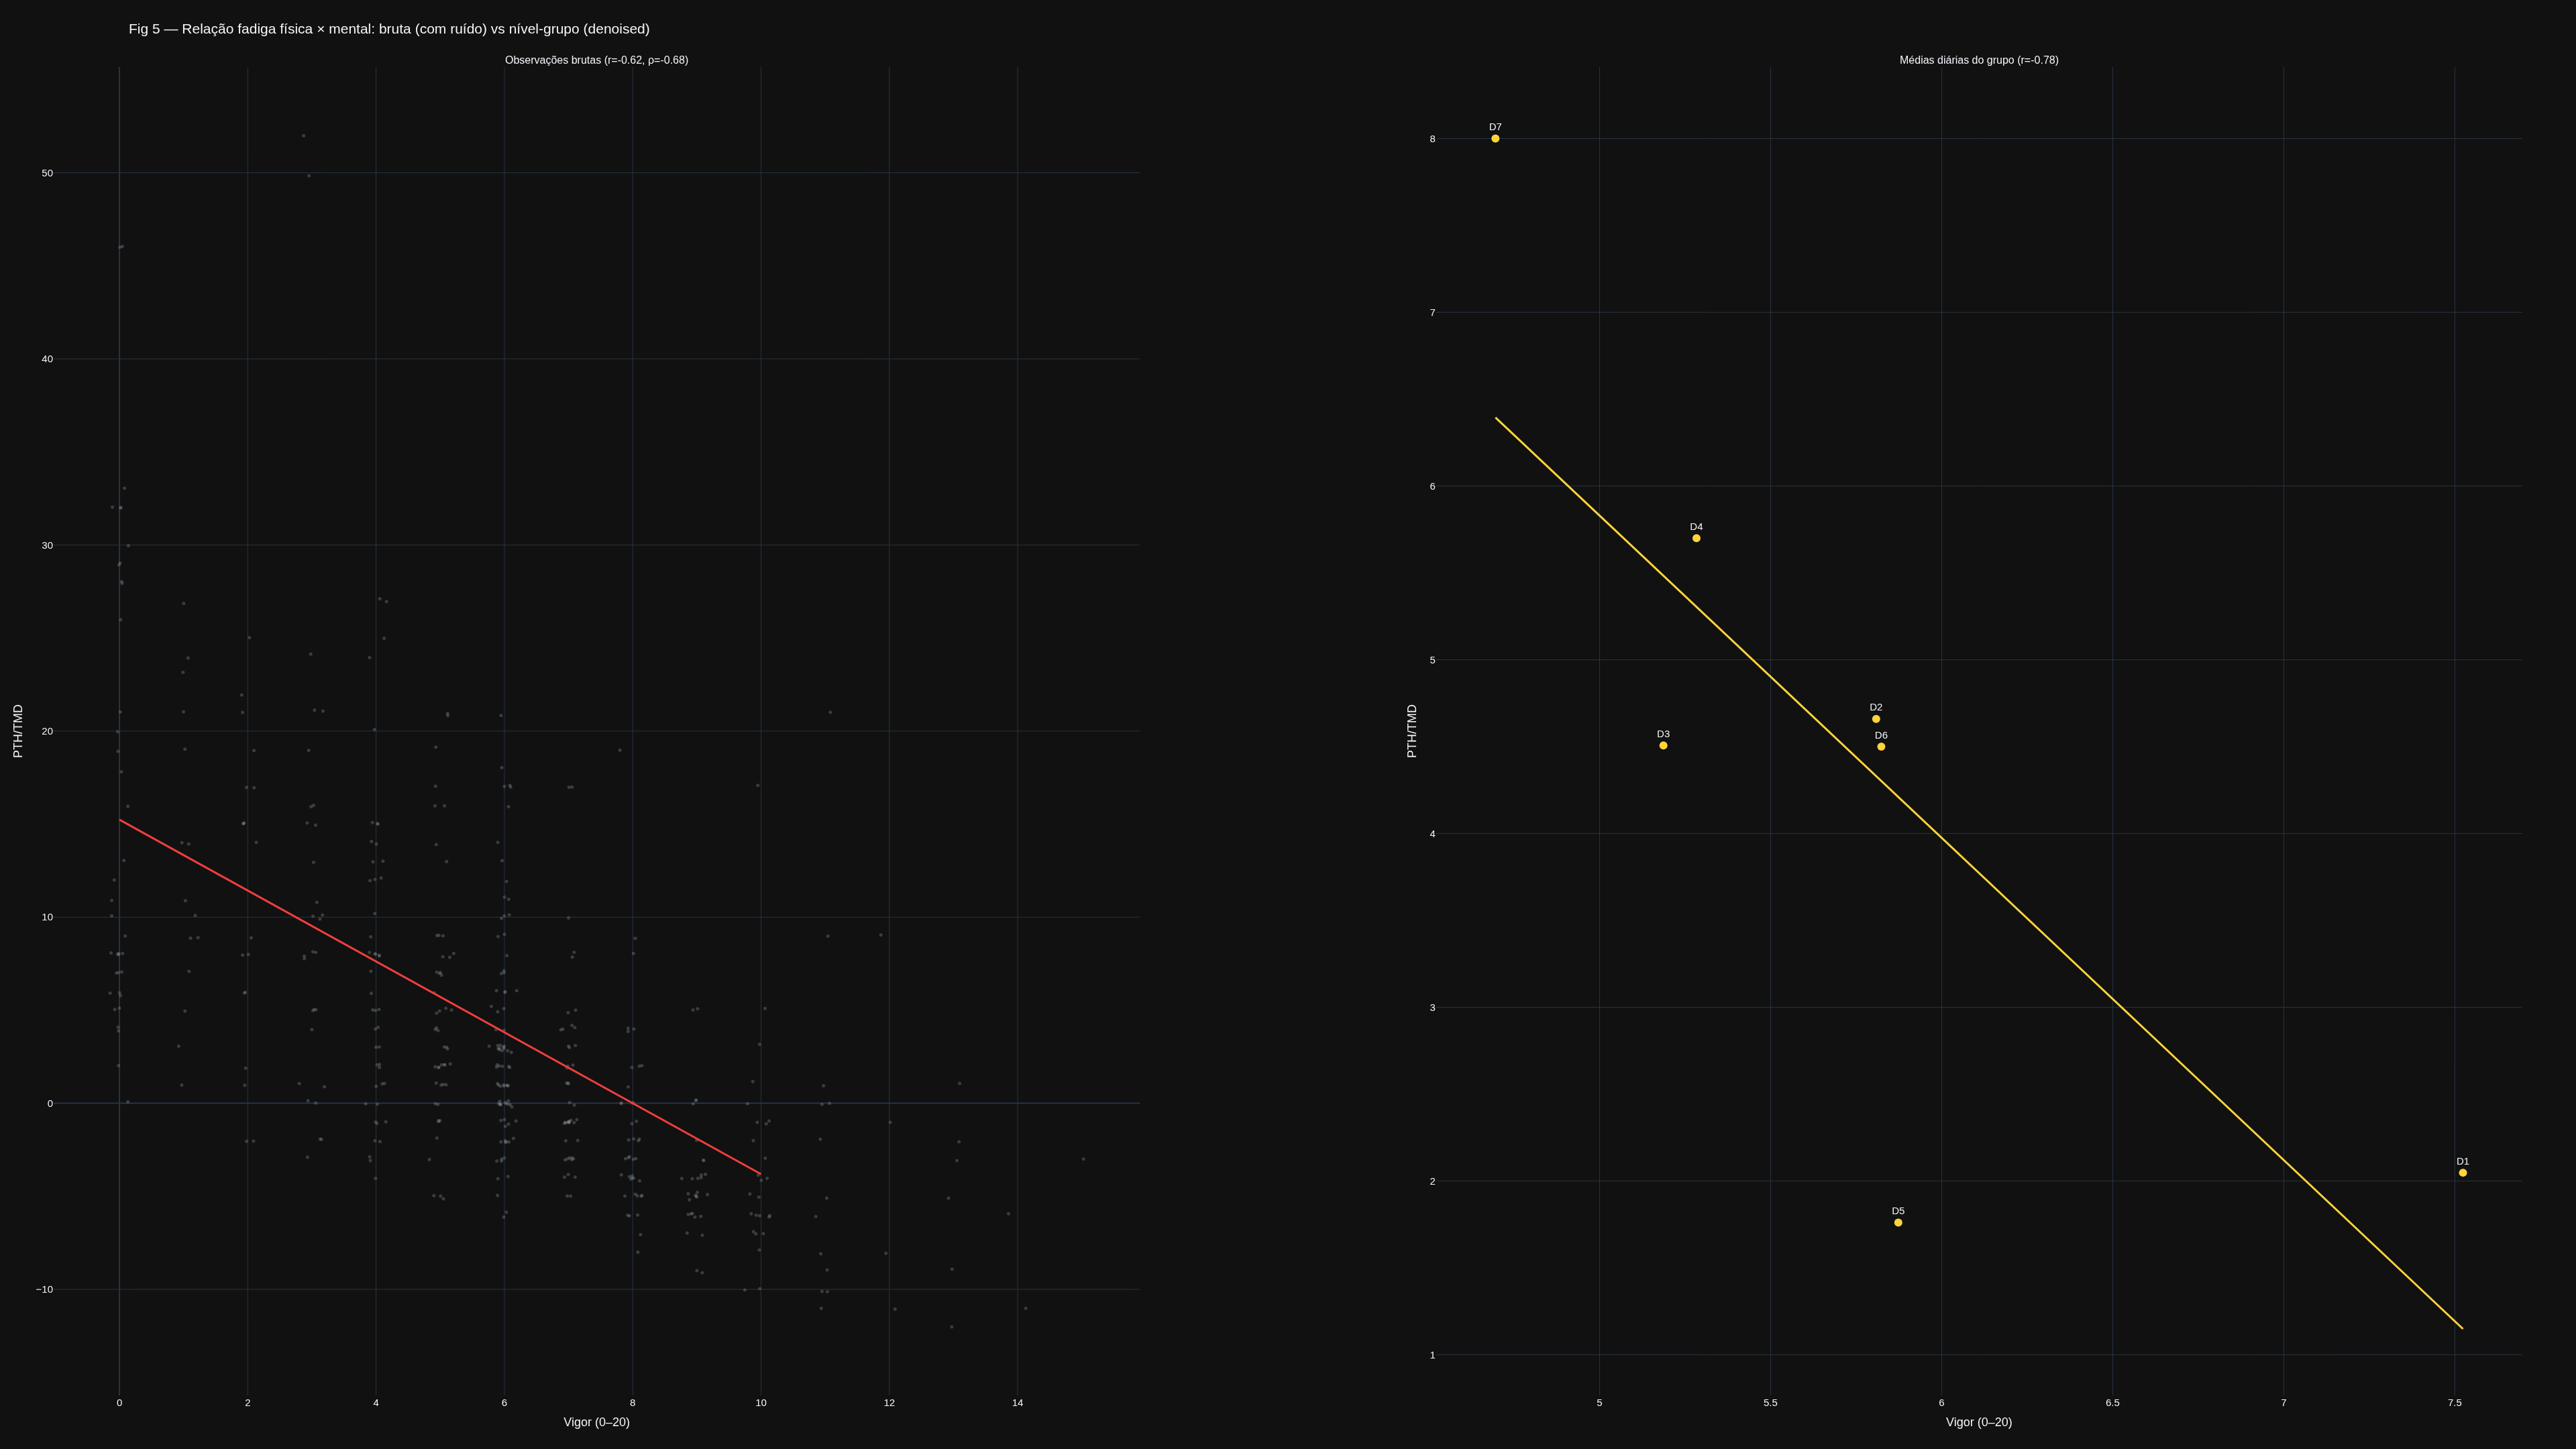 Fig 5 — Relação fadiga física × mental: bruta (com ruído) vs nível-grupo (denoised)
Observações brutas (r=-0.62, ρ=-0.68)
50
40
30
20
10
0
−10
PTH/TMD
0 2 4 6 8 10 12 14
Vigor (0–20)
Médias diárias do grupo (r=-0.78)
8
7
6
5
4
3
2
1
PTH/TMD
D7
D4
D2
D3
D6
D1
D5
5 5.5 6 6.5 7 7.5
Vigor (0–20)